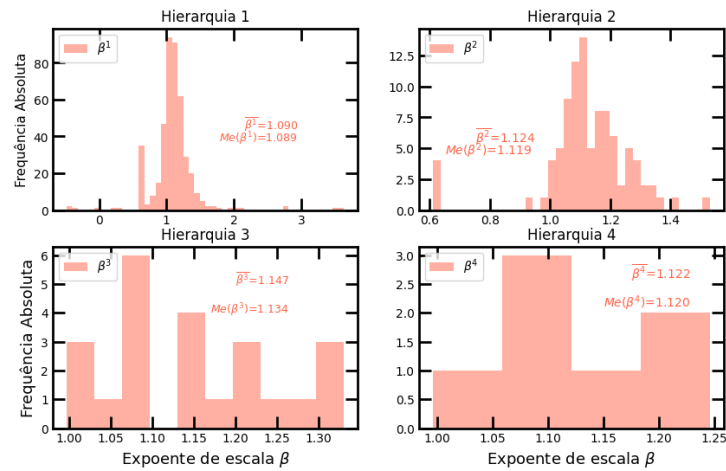 Hierarquia 1
β¹
80
60
40
20
0
Frequência Absoluta
β¹=1.090
Me(β¹)=1.089
0 1 2 3
Hierarquia 2
β²
12.5
10.0
7.5
5.0
2.5
0.0
β²=1.124
Me(β²)=1.119
0.6 0.8 1.0 1.2 1.4
Hierarquia 3
β³
6
5
4
3
2
1
0
Frequência Absoluta
β³=1.147
Me(β³)=1.134
1.00 1.05 1.10 1.15 1.20 1.25 1.30
Expoente de escala β
Hierarquia 4
β⁴
3.0
2.5
2.0
1.5
1.0
0.5
0.0
β⁴=1.122
Me(β⁴)=1.120
1.00 1.05 1.10 1.15 1.20 1.25
Expoente de escala β